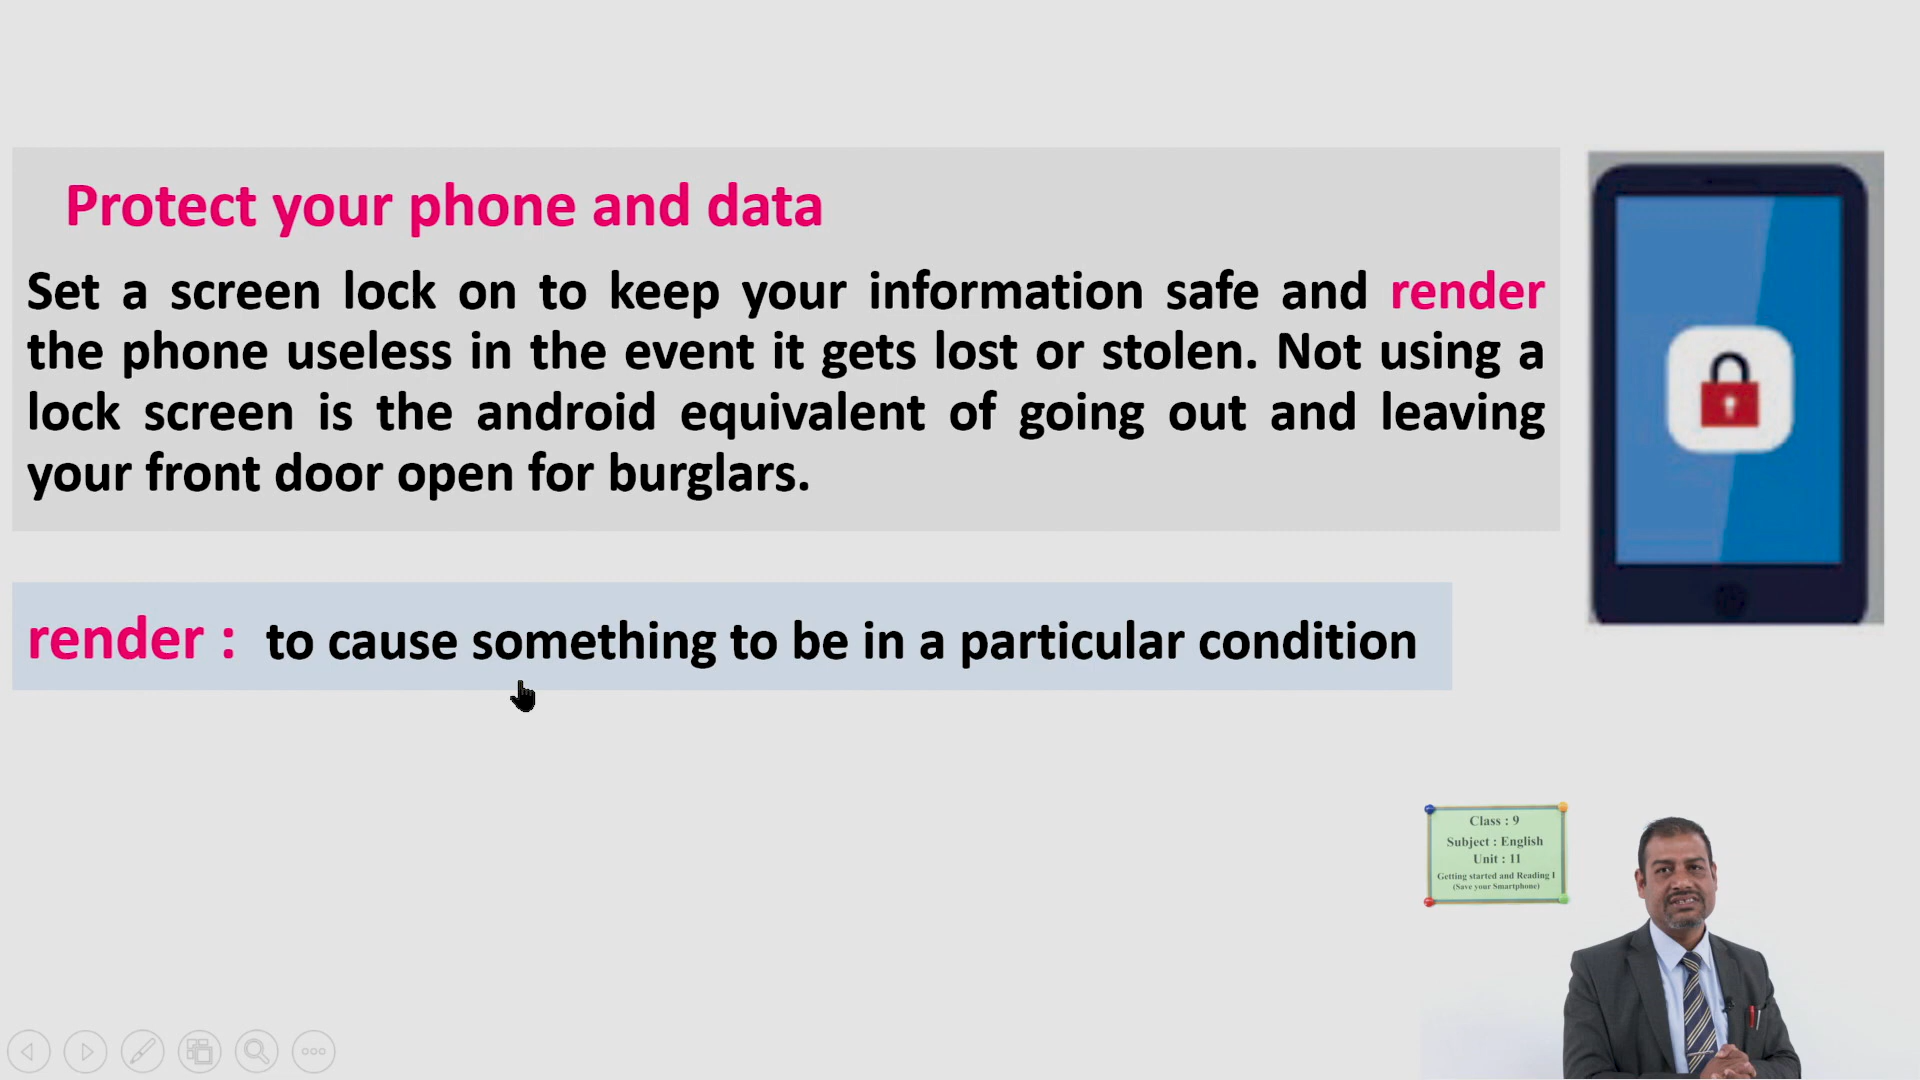 Protect your phone and data
Set a screen lock on to keep your information safe and render
the phone useless in the event it gets lost or stolen. Not using a
lock screen is the android equivalent of going out and leaving
your front door open for burglars.
render : to cause something to be in a particular condition
Class : 9
Subject : English
Unit : 11
Getting started and Reading I
(Save your Smartphone)